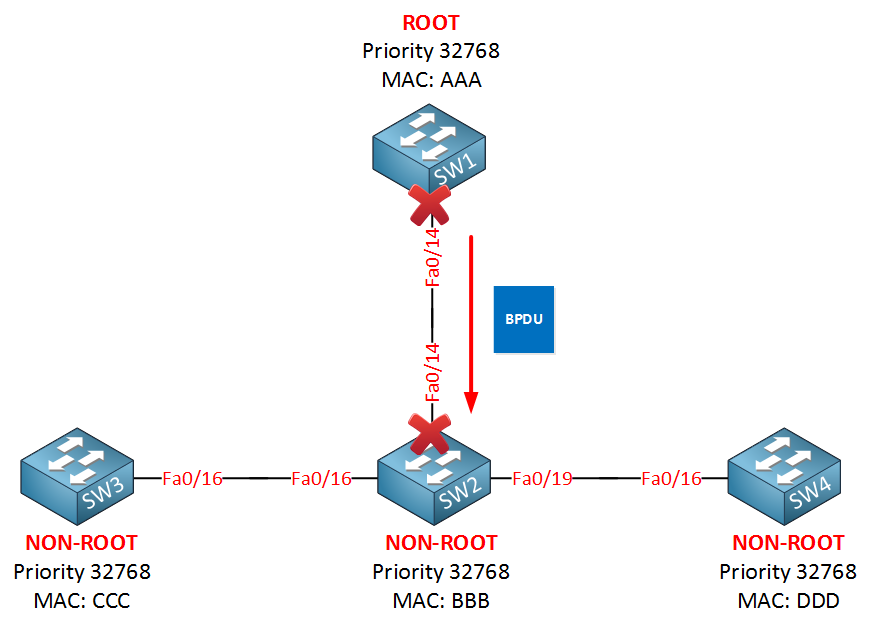 ROOT
Priority 32768
MAC: AAA
SW1
Fa0/14
BPDU
Fa0/14
SW3
Fa0/16
Fa0/16
SW2
Fa0/19
Fa0/16
SW4
NON-ROOT
Priority 32768
MAC: CCC
NON-ROOT
Priority 32768
MAC: BBB
NON-ROOT
Priority 32768
MAC: DDD